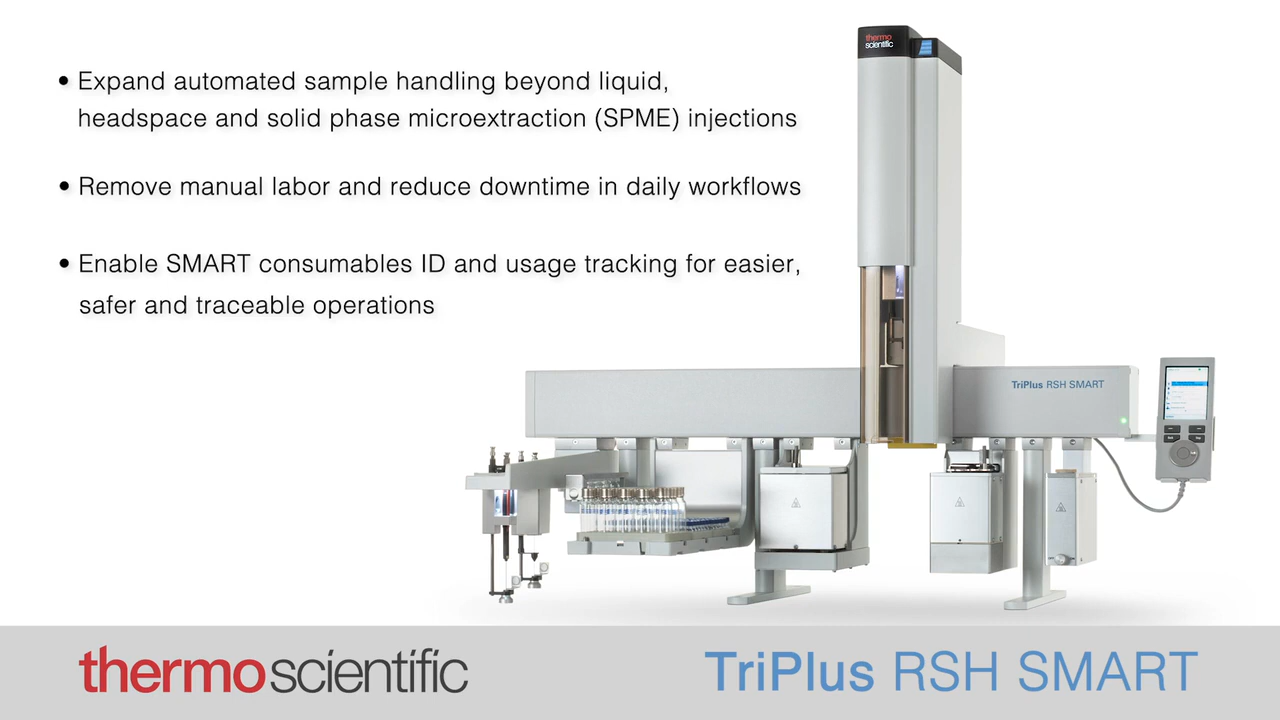 • Expand automated sample handling beyond liquid,
headspace and solid phase microextraction (SPME) injections
• Remove manual labor and reduce downtime in daily workflows
• Enable SMART consumables ID and usage tracking for easier,
safer and traceable operations
thermo
scientific
TriPlus RSH SMART
thermo scientific
TriPlus RSH SMART